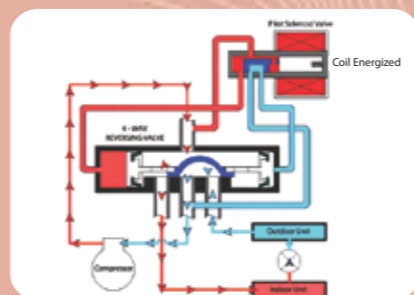 Pilot Solenoid Valve
Coil Energized
4 - WAY
REVERSING VALVE
Outdoor Unit
Compressor
Indoor Unit